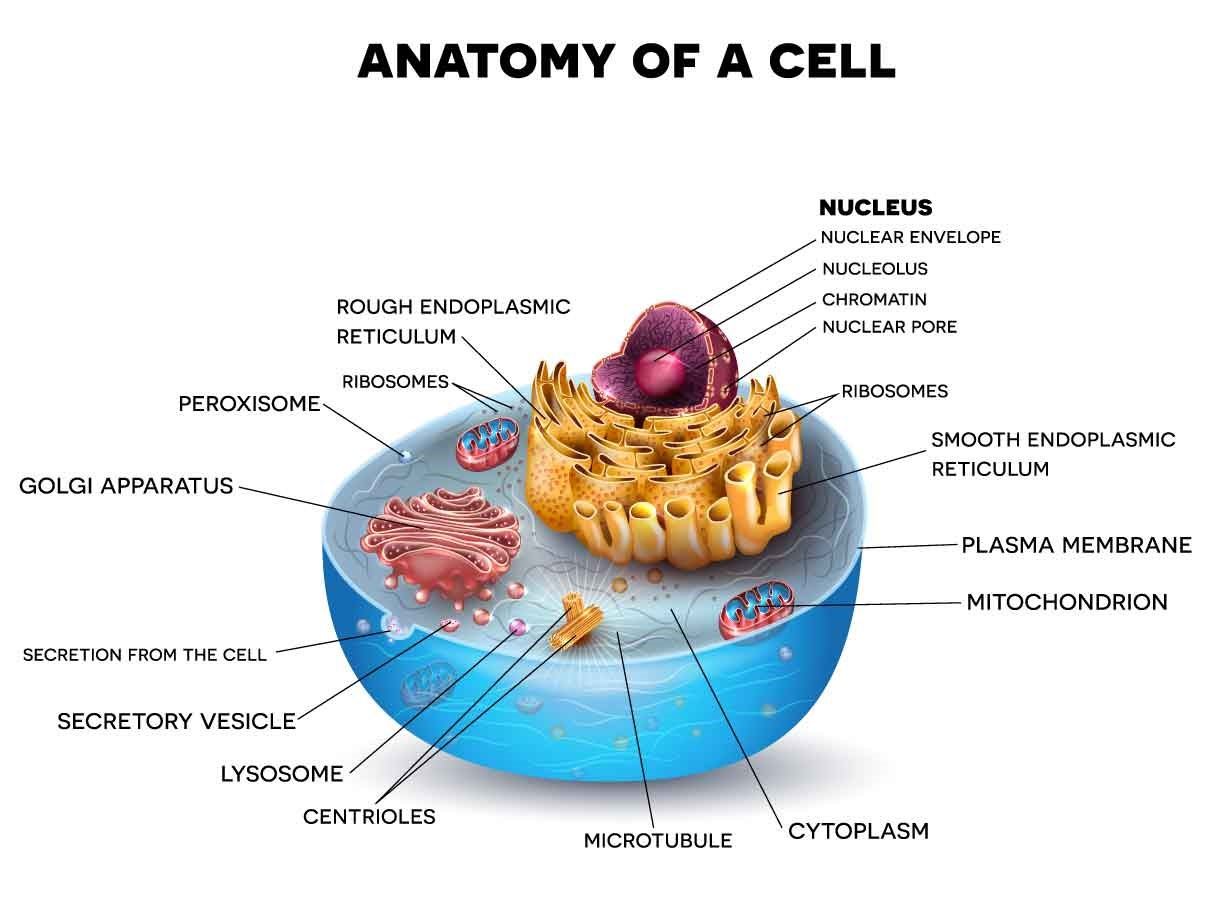 ANATOMY OF A CELL
NUCLEUS
NUCLEAR ENVELOPE
NUCLEOLUS
CHROMATIN
NUCLEAR PORE
ROUGH ENDOPLASMIC
RETICULUM
RIBOSOMES
PEROXISOME
RIBOSOMES
SMOOTH ENDOPLASMIC
RETICULUM
GOLGI APPARATUS
PLASMA MEMBRANE
MITOCHONDRION
SECRETION FROM THE CELL
SECRETORY VESICLE
LYSOSOME
CENTRIOLES
MICROTUBULE
CYTOPLASM